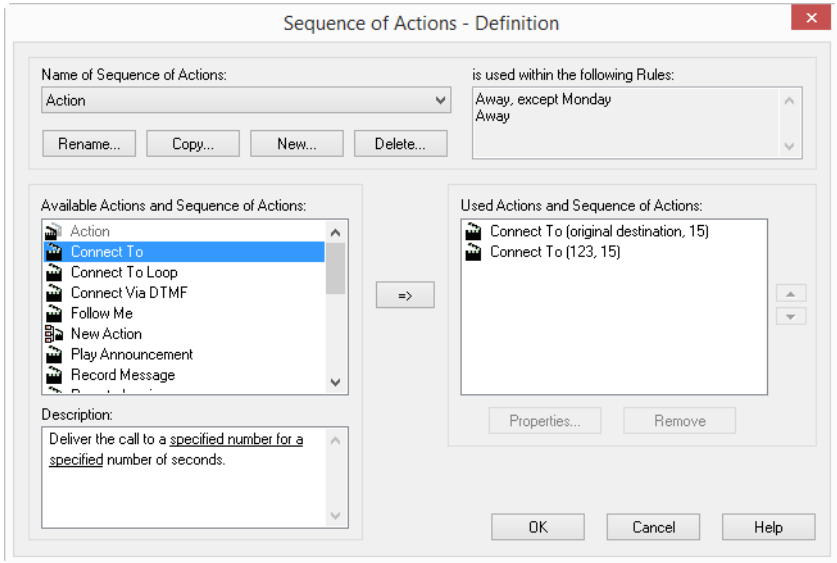 Sequence of Actions - Definition
Name of Sequence of Actions:
Action
Rename...
Copy...
New...
Delete...
is used within the following Rules:
Away, except Monday
Away
Available Actions and Sequence of Actions:
Action
Connect To
Connect To Loop
Connect Via DTMF
Follow Me
New Action
Play Announcement
Record Message
=>
Description:
Deliver the call to a specified number for a
specified number of seconds.
Used Actions and Sequence of Actions:
Connect To (original destination, 15)
Connect To (123, 15)
Properties...
Remove
OK
Cancel
Help